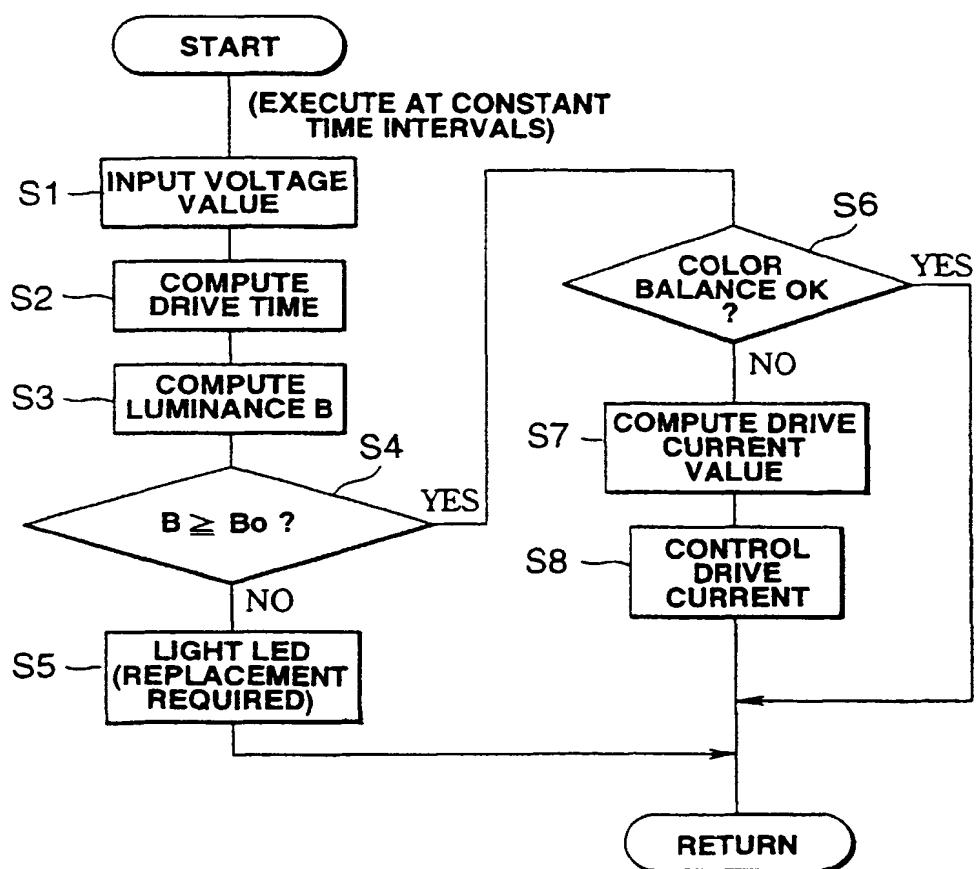 START
(EXECUTE AT CONSTANT
TIME INTERVALS)
S1
INPUT VOLTAGE
VALUE
S2
COMPUTE
DRIVE TIME
S3
COMPUTE
LUMINANCE B
S4
B ≧ Bo ?
YES
NO
S5
LIGHT LED
(REPLACEMENT
REQUIRED)
S6
COLOR
BALANCE OK
?
YES
NO
S7
COMPUTE DRIVE
CURRENT
VALUE
S8
CONTROL
DRIVE
CURRENT
RETURN